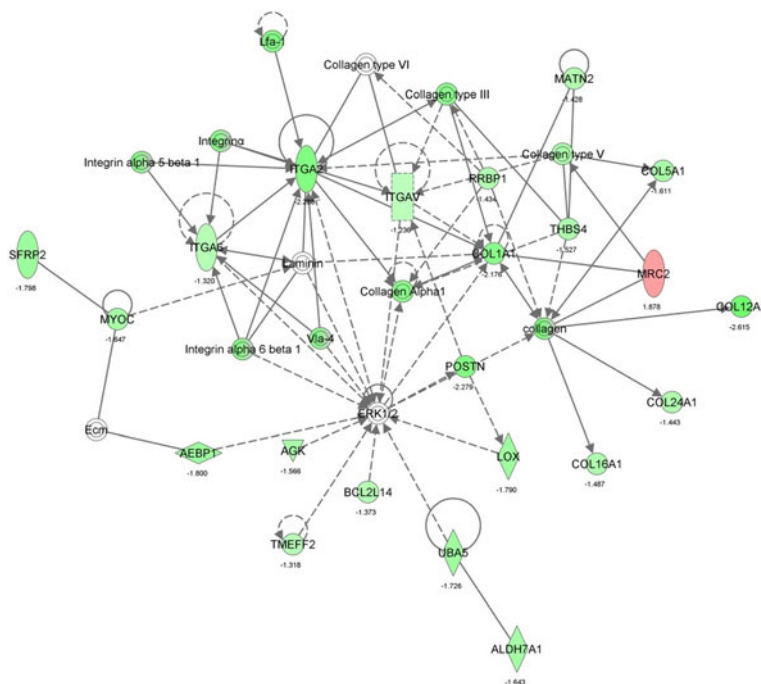 Lfa-1
Collagen type VI
MATN2
-1.428
Collagen type III
Integrinα
Collagen type V
Integrin alpha 5 beta 1
ITGA2
RRBP1
-1.434
COL5A1
-1.611
ITGAV
THBS4
-1.527
SFRP2
-1.798
-1.320
COL1A1
-2.176
Laminin
MRC2
1.878
Collagen Alpha1
MYOC
-1.647
COL12A
-2.615
collagen
Vla-4
Integrin alpha 6 beta 1
POSTN
-2.279
COL24A1
-1.443
ERK1/2
Ecm
AEBP1
-1.800
AGK
-1.566
LOX
-1.790
COL16A1
-1.487
BCL2L14
-1.373
TMEFF2
-1.318
UBA5
-1.726
ALDH7A1
-1.643